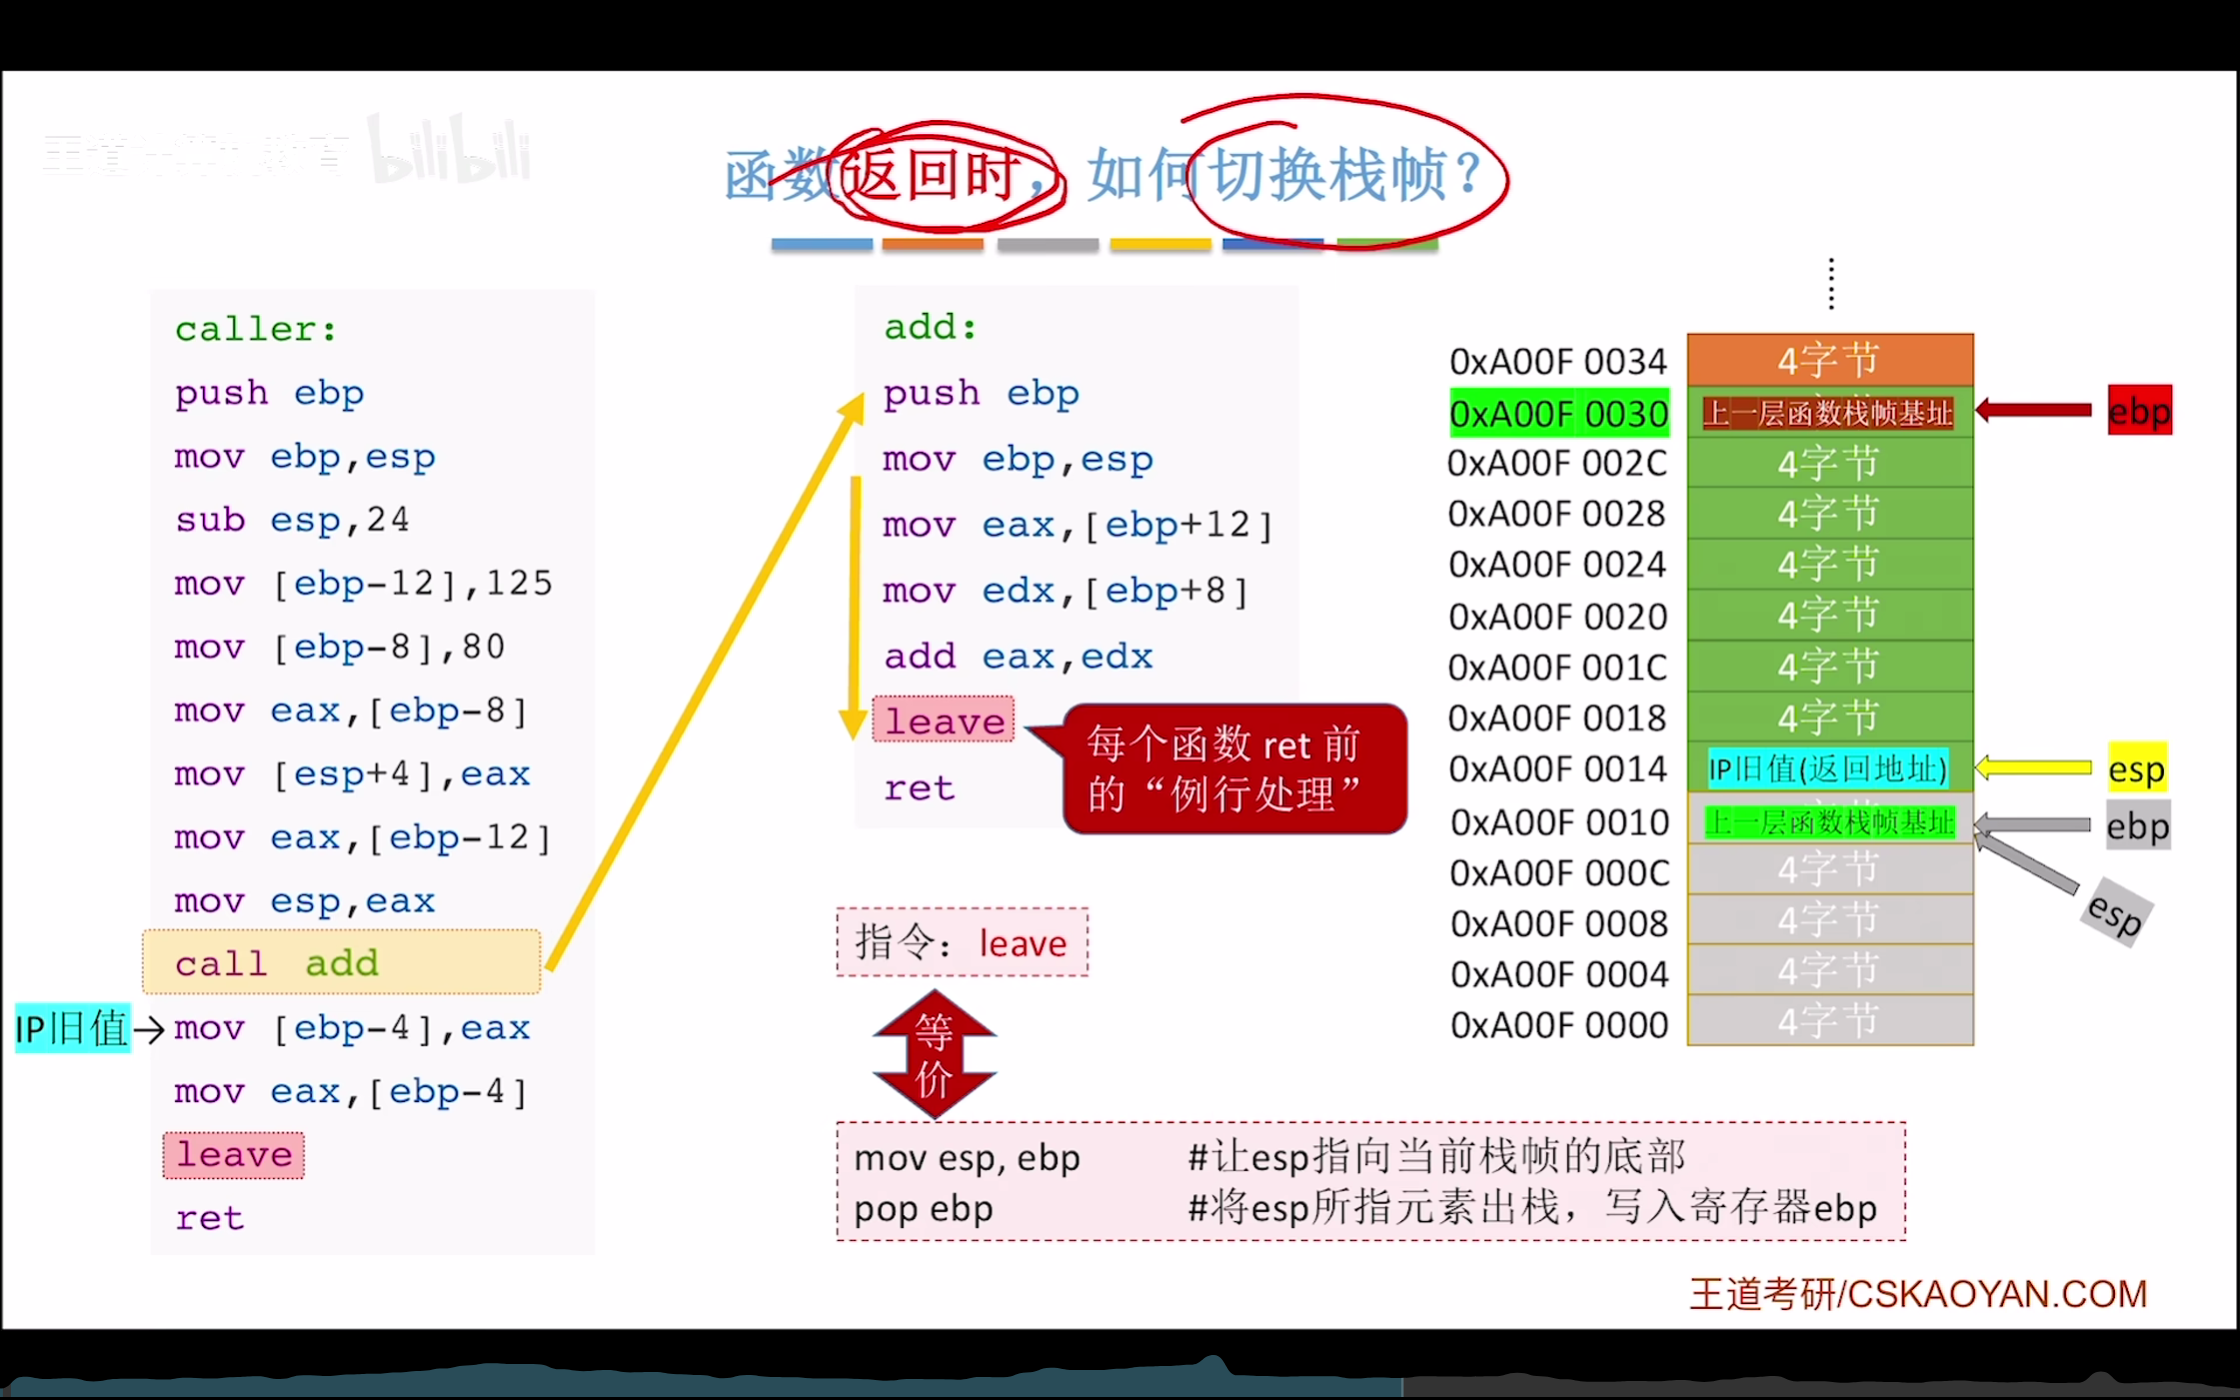 王道计算机教育 bilibili
函数返回时，如何切换栈帧？
caller:
push ebp
mov ebp,esp
sub esp,24
mov [ebp-12],125
mov [ebp-8],80
mov eax,[ebp-8]
mov [esp+4],eax
mov eax,[ebp-12]
mov esp,eax
call add
IP旧值→mov [ebp-4],eax
mov eax,[ebp-4]
leave
ret
add:
push ebp
mov ebp,esp
mov eax,[ebp+12]
mov edx,[ebp+8]
add eax,edx
leave
ret
每个函数 ret 前
的“例行处理”
指令：leave
等
价
mov esp, ebp #让esp指向当前栈帧的底部
pop ebp #将esp所指元素出栈，写入寄存器ebp
0xA00F 0034 4字节
0xA00F 0030 上一层函数栈帧基址 ebp
0xA00F 002C 4字节
0xA00F 0028 4字节
0xA00F 0024 4字节
0xA00F 0020 4字节
0xA00F 001C 4字节
0xA00F 0018 4字节
0xA00F 0014 IP旧值(返回地址) esp
0xA00F 0010 上一层函数栈帧基址 ebp
esp
0xA00F 000C 4字节
0xA00F 0008 4字节
0xA00F 0004 4字节
0xA00F 0000 4字节
王道考研/CSKAOYAN.COM